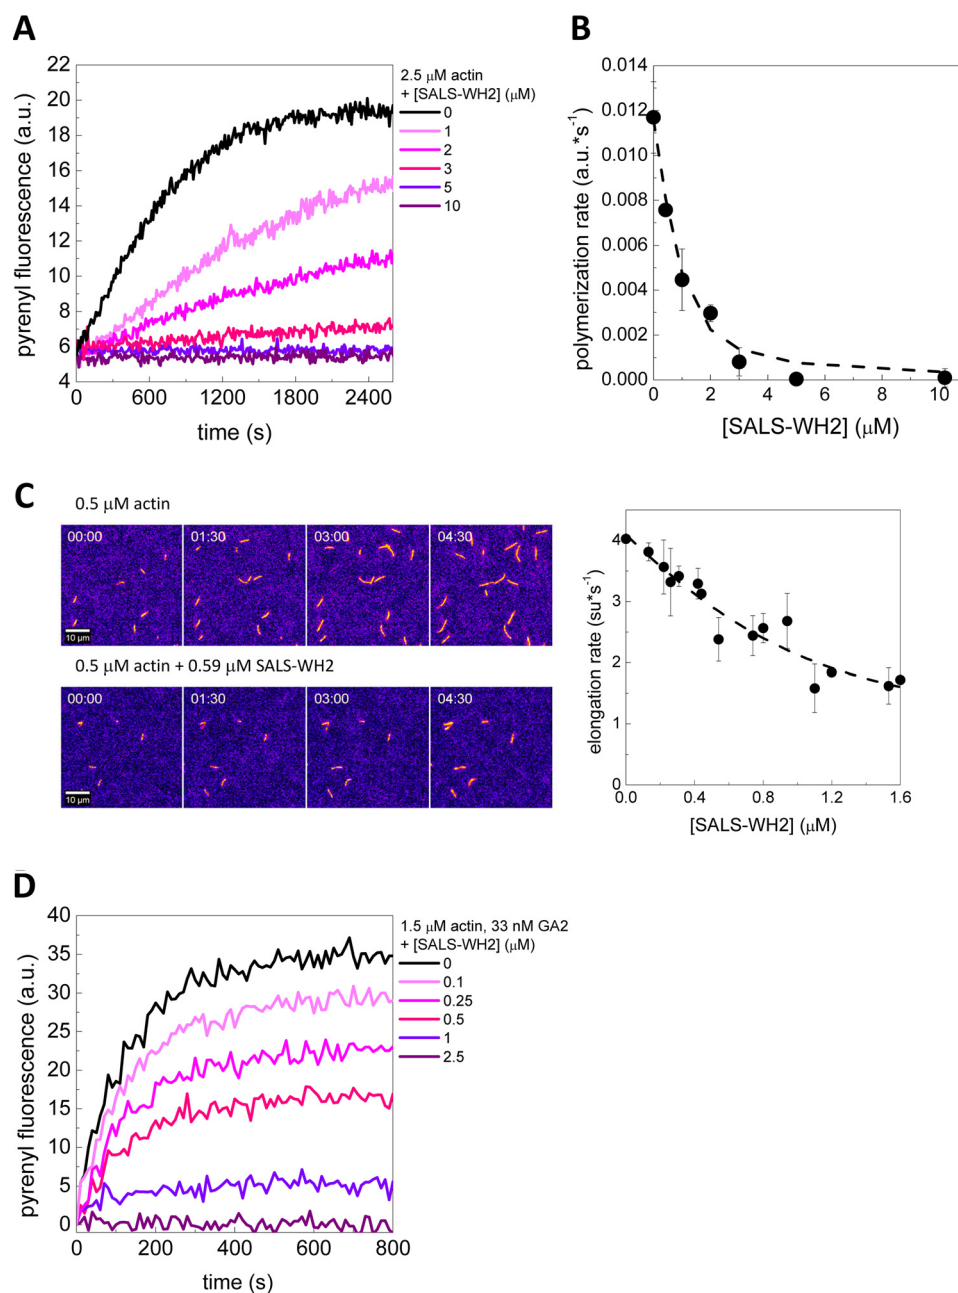 A
2.5 μM actin
+ [SALS-WH2] (μM)
0
1
2
3
5
10
22
20
18
16
14
12
10
8
6
4
pyrenyl fluorescence (a.u.)
0 600 1200 1800 2400
time (s)
B
0.014
0.012
0.010
0.008
0.006
0.004
0.002
0.000
polymerization rate (a.u.*s⁻¹)
0 2 4 6 8 10
[SALS-WH2] (μM)
C
0.5 μM actin
00:00 01:30 03:00 04:30
10 μm
0.5 μM actin + 0.59 μM SALS-WH2
00:00 01:30 03:00 04:30
10 μm
4
3
2
1
0
elongation rate (su*s⁻¹)
0.0 0.4 0.8 1.2 1.6
[SALS-WH2] (μM)
D
1.5 μM actin, 33 nM GA2
+ [SALS-WH2] (μM)
0
0.1
0.25
0.5
1
2.5
40
35
30
25
20
15
10
5
0
pyrenyl fluorescence (a.u.)
0 200 400 600 800
time (s)